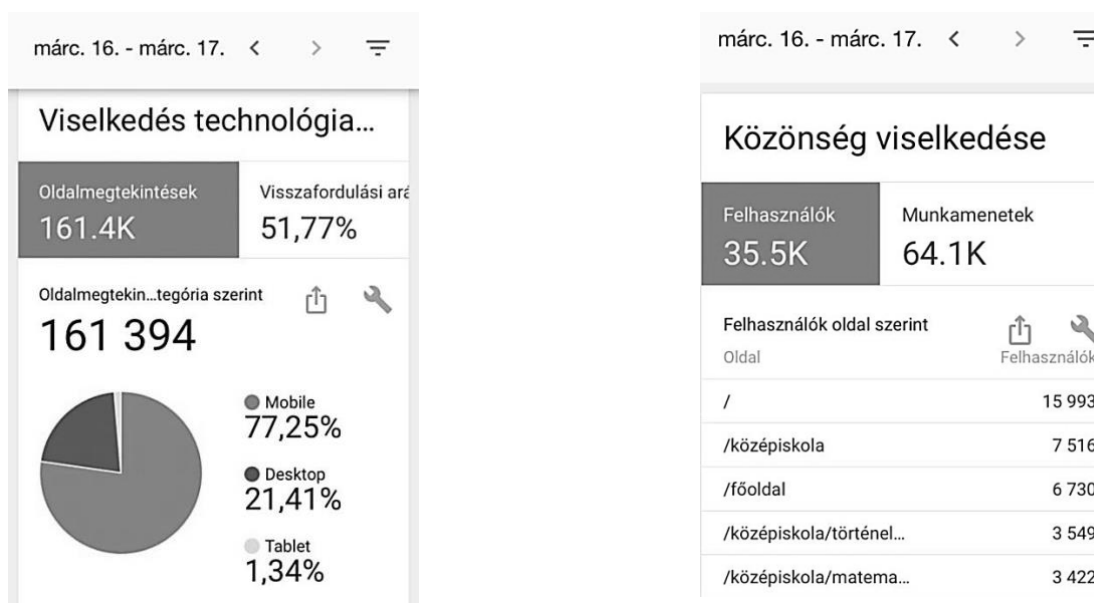 márc. 16. - márc. 17.
Viselkedés technológia...
Oldalmegtekintések
161.4K
Visszafordulási ará
51,77%
Oldalmegtekin...tegória szerint
161 394
Mobile
77,25%
Desktop
21,41%
Tablet
1,34%
márc. 16. - márc. 17.
Közönség viselkedése
Felhasználók
35.5K
Munkamenetek
64.1K
Felhasználók oldal szerint
Oldal Felhasználók
/ 15 993
/középiskola 7 516
/főoldal 6 730
/középiskola/történel... 3 549
/középiskola/matema... 3 422